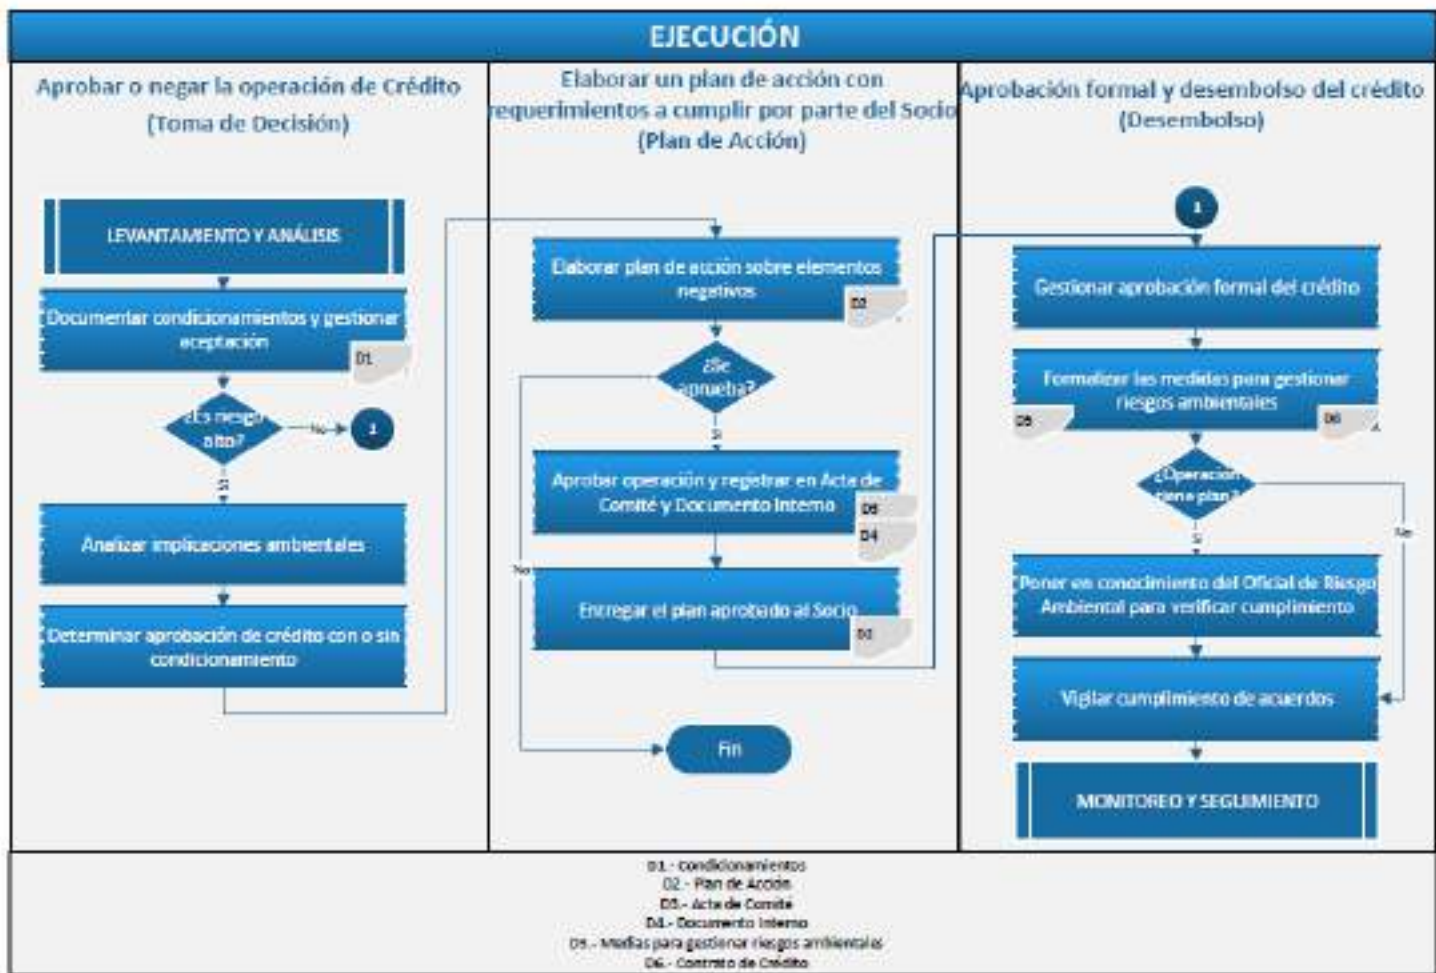 EJECUCIÓN
Aprobar o negar la operación de Crédito
(Toma de Decisión)
LEVANTAMIENTO Y ANÁLISIS
Documentar condicionamientos y gestionar
aceptación
D1
¿Es riesgo
alto?
No
1
SI
Analizar implicaciones ambientales
Determinar aprobación de crédito con o sin
condicionamiento
Elaborar un plan de acción con
requerimientos a cumplir por parte del Socio
(Plan de Acción)
Elaborar plan de acción sobre elementos
negativos
D2
¿Se
aprueba?
SI
Aprobar operación y registrar en Acta de
Comité y Documento Interno
D3
D4
No
Entregar el plan aprobado al Socio
D2
Fin
Aprobación formal y desembolso del crédito
(Desembolso)
1
Gestionar aprobación formal del crédito
Formalizar las medidas para gestionar
riesgos ambientales
D5
D6
¿Operación
tiene plan?
SI
No
Poner en conocimiento del Oficial de Riesgo
Ambiental para verificar cumplimiento
Vigilar cumplimiento de acuerdos
MONITOREO Y SEGUIMIENTO
D1.- Condicionamientos
D2.- Plan de Acción
D3.- Acta de Comité
D4.- Documento Interno
D5.- Medias para gestionar riesgos ambientales
D6.- Contrato de Crédito